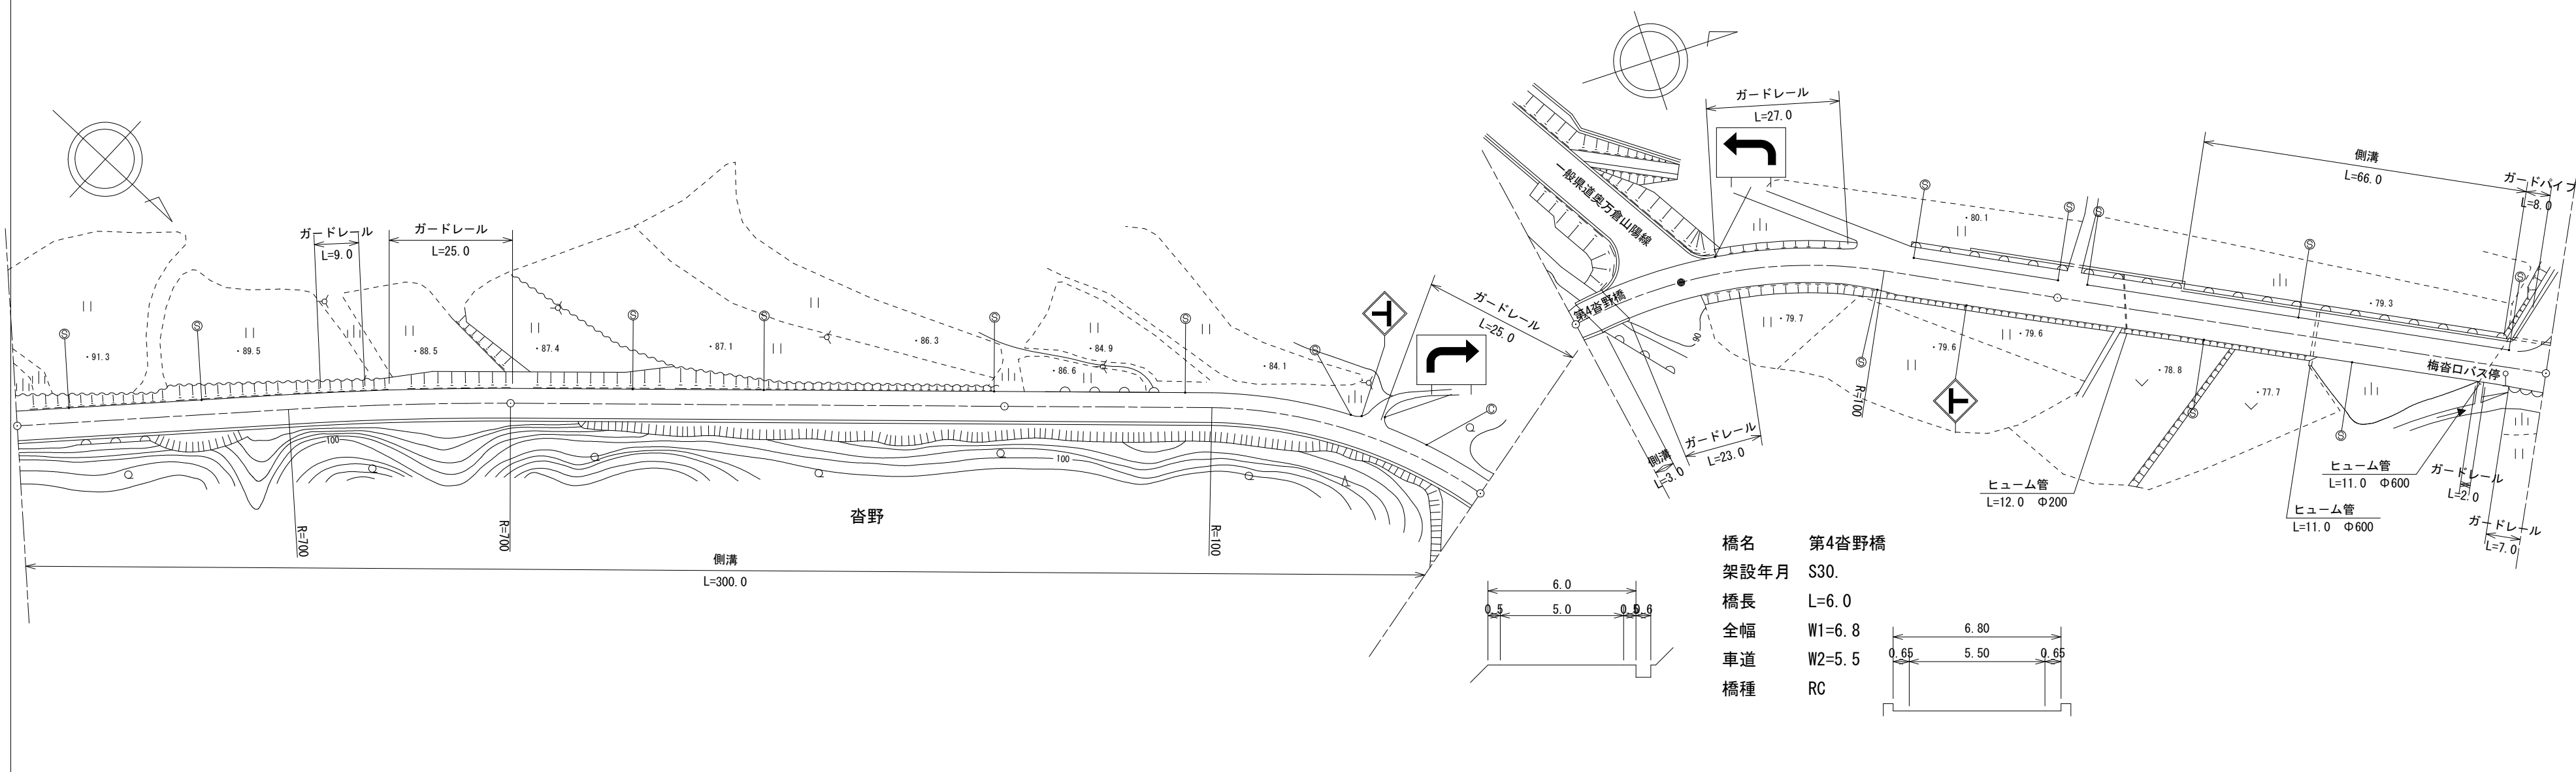 ガードレール
L=9.0
ガードレール
L=25.0
・91.3
・89.5
・88.5
・87.4
・87.1
・86.3
・86.6
・84.9
・84.1
Ⓢ
Ⓢ
Ⓢ
Ⓢ
Ⓢ
Ⓢ
Ⓢ
Ⓒ
100
100
R=700
R=700
R=100
沓野
側溝
L=300.0
ガードレール
L=25.0
一般県道奥万倉山陽線
ガードレール
L=27.0
第4沓野橋
側溝
L=3.0
ガードレール
L=23.0
90
R=100
Ⓢ
Ⓢ
Ⓢ
Ⓢ
Ⓢ
Ⓢ
Ⓢ
Ⓢ
Ⓢ
・80.1
・79.3
・79.7
・79.6
・79.6
・78.8
・77.7
側溝
L=66.0
ガードパイプ
L=8.0
梅沓口バス停
ヒューム管
L=12.0 Φ200
ヒューム管
L=11.0 Φ600
ヒューム管
L=11.0 Φ600
ガードレール
L=2.0
ガードレール
L=7.0
6.0
0.5 5.0 0.5 0.6
橋名 第4沓野橋
架設年月 S30.
橋長 L=6.0
全幅 W1=6.8
車道 W2=5.5
橋種 RC
6.80
0.65 5.50 0.65